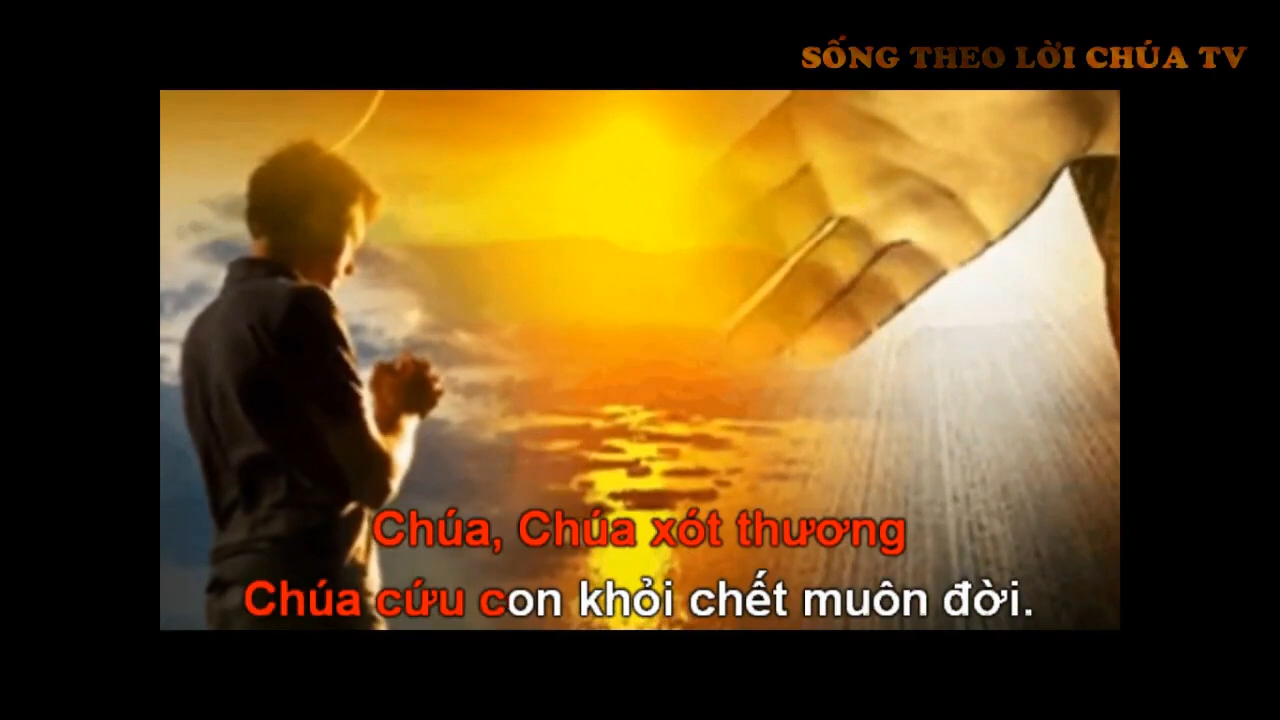 SỐNG THEO LỜI CHÚA TV
Chúa, Chúa xót thương
Chúa cứu con khỏi chết muôn đời.